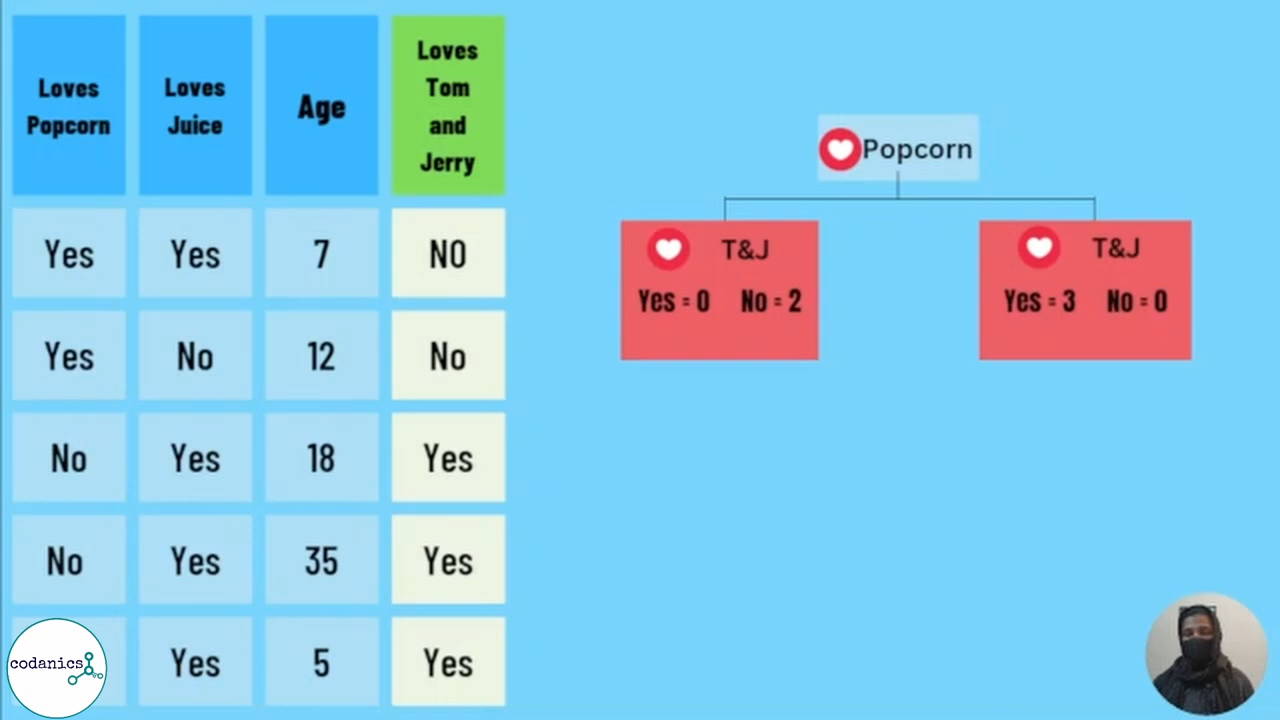 Loves
Popcorn
Loves
Juice
Age
Loves
Tom
and
Jerry
Yes Yes 7 NO
Yes No 12 No
No Yes 18 Yes
No Yes 35 Yes
Yes 5 Yes
codanics
Popcorn
T&J
Yes = 0 No = 2
T&J
Yes = 3 No = 0